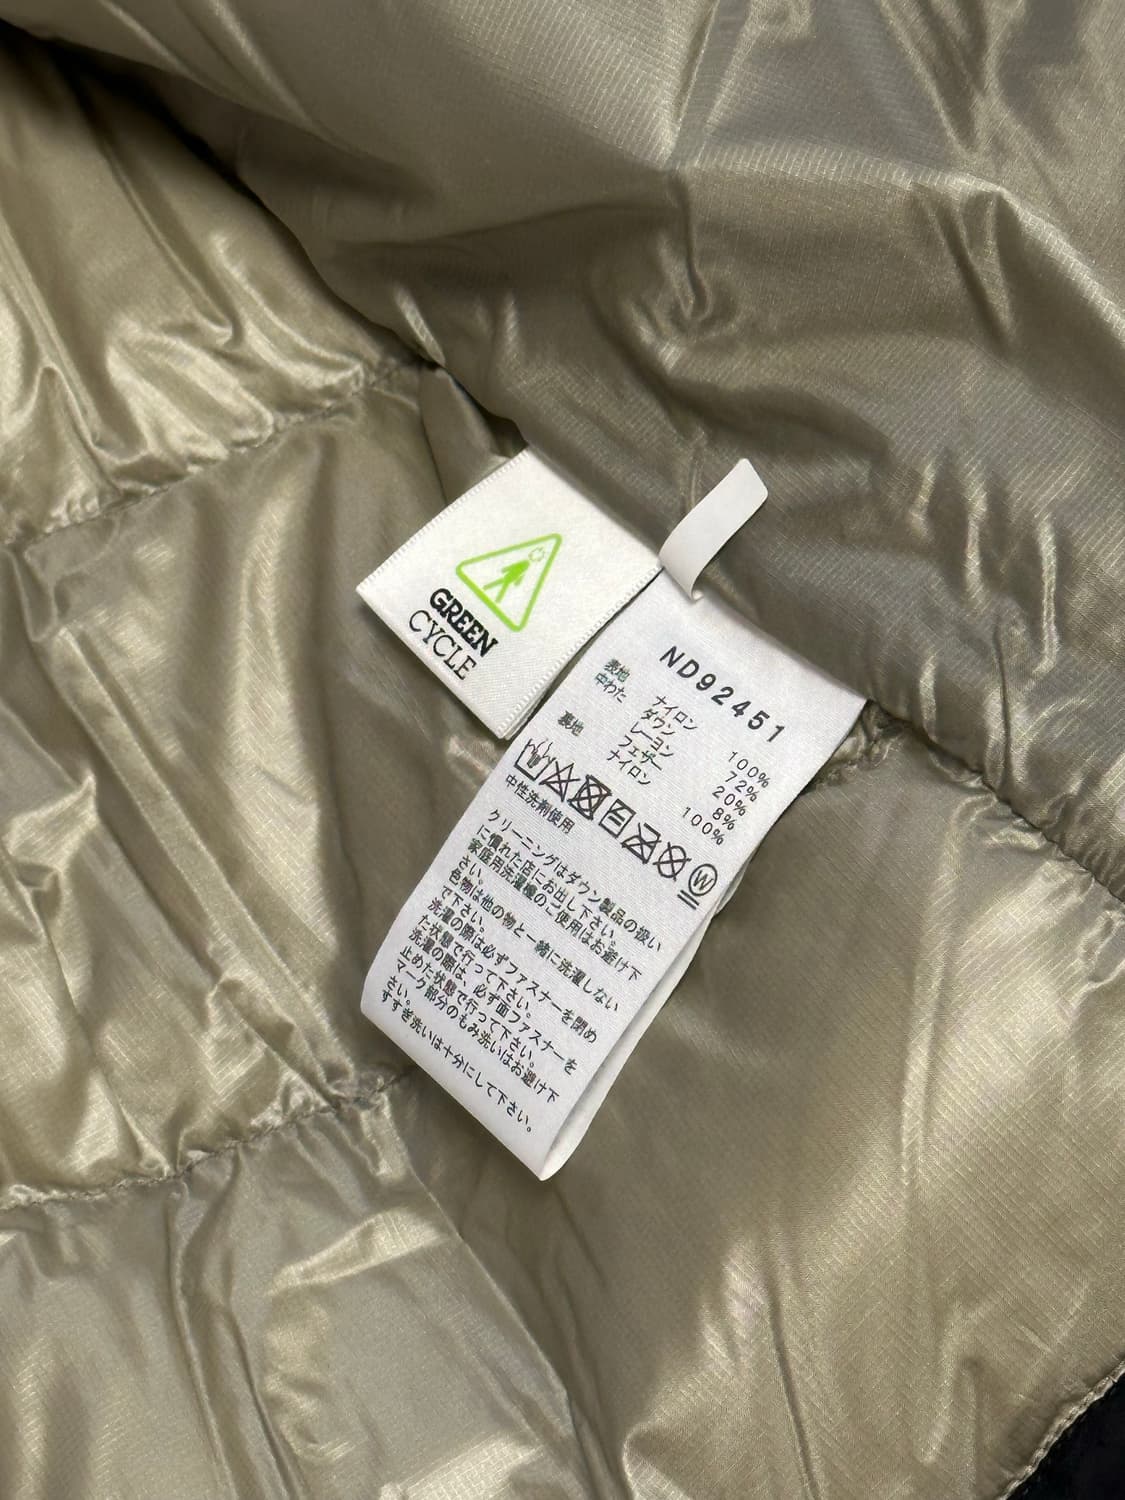 GREEN
CYCLE
ND92451
表地 ナイロン 100%
中わた ダウン 72%
レーヨン 20%
フェザー 8%
裏地 ナイロン 100%
W
中性洗剤使用
クリーニングはダウン製品の扱い
に慣れた店にお出し下さい。
家庭用洗濯機のご使用はお避け下
さい。
色物は他の物と一緒に洗濯しない
で下さい。
洗濯の際は必ずファスナーを閉め
た状態で行って下さい。
洗濯の際は、必ず面ファスナーを
止めた状態で行って下さい。
マーク部分のもみ洗いはお避け下
さい。
すすぎ洗いは十分にして下さい。